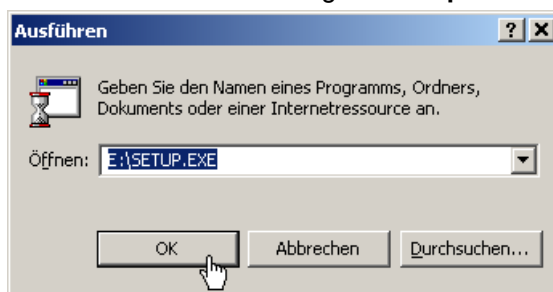 Ausführen
Geben Sie den Namen eines Programms, Ordners,
Dokuments oder einer Internetressource an.
Öffnen: E:\SETUP.EXE
OK Abbrechen Durchsuchen...